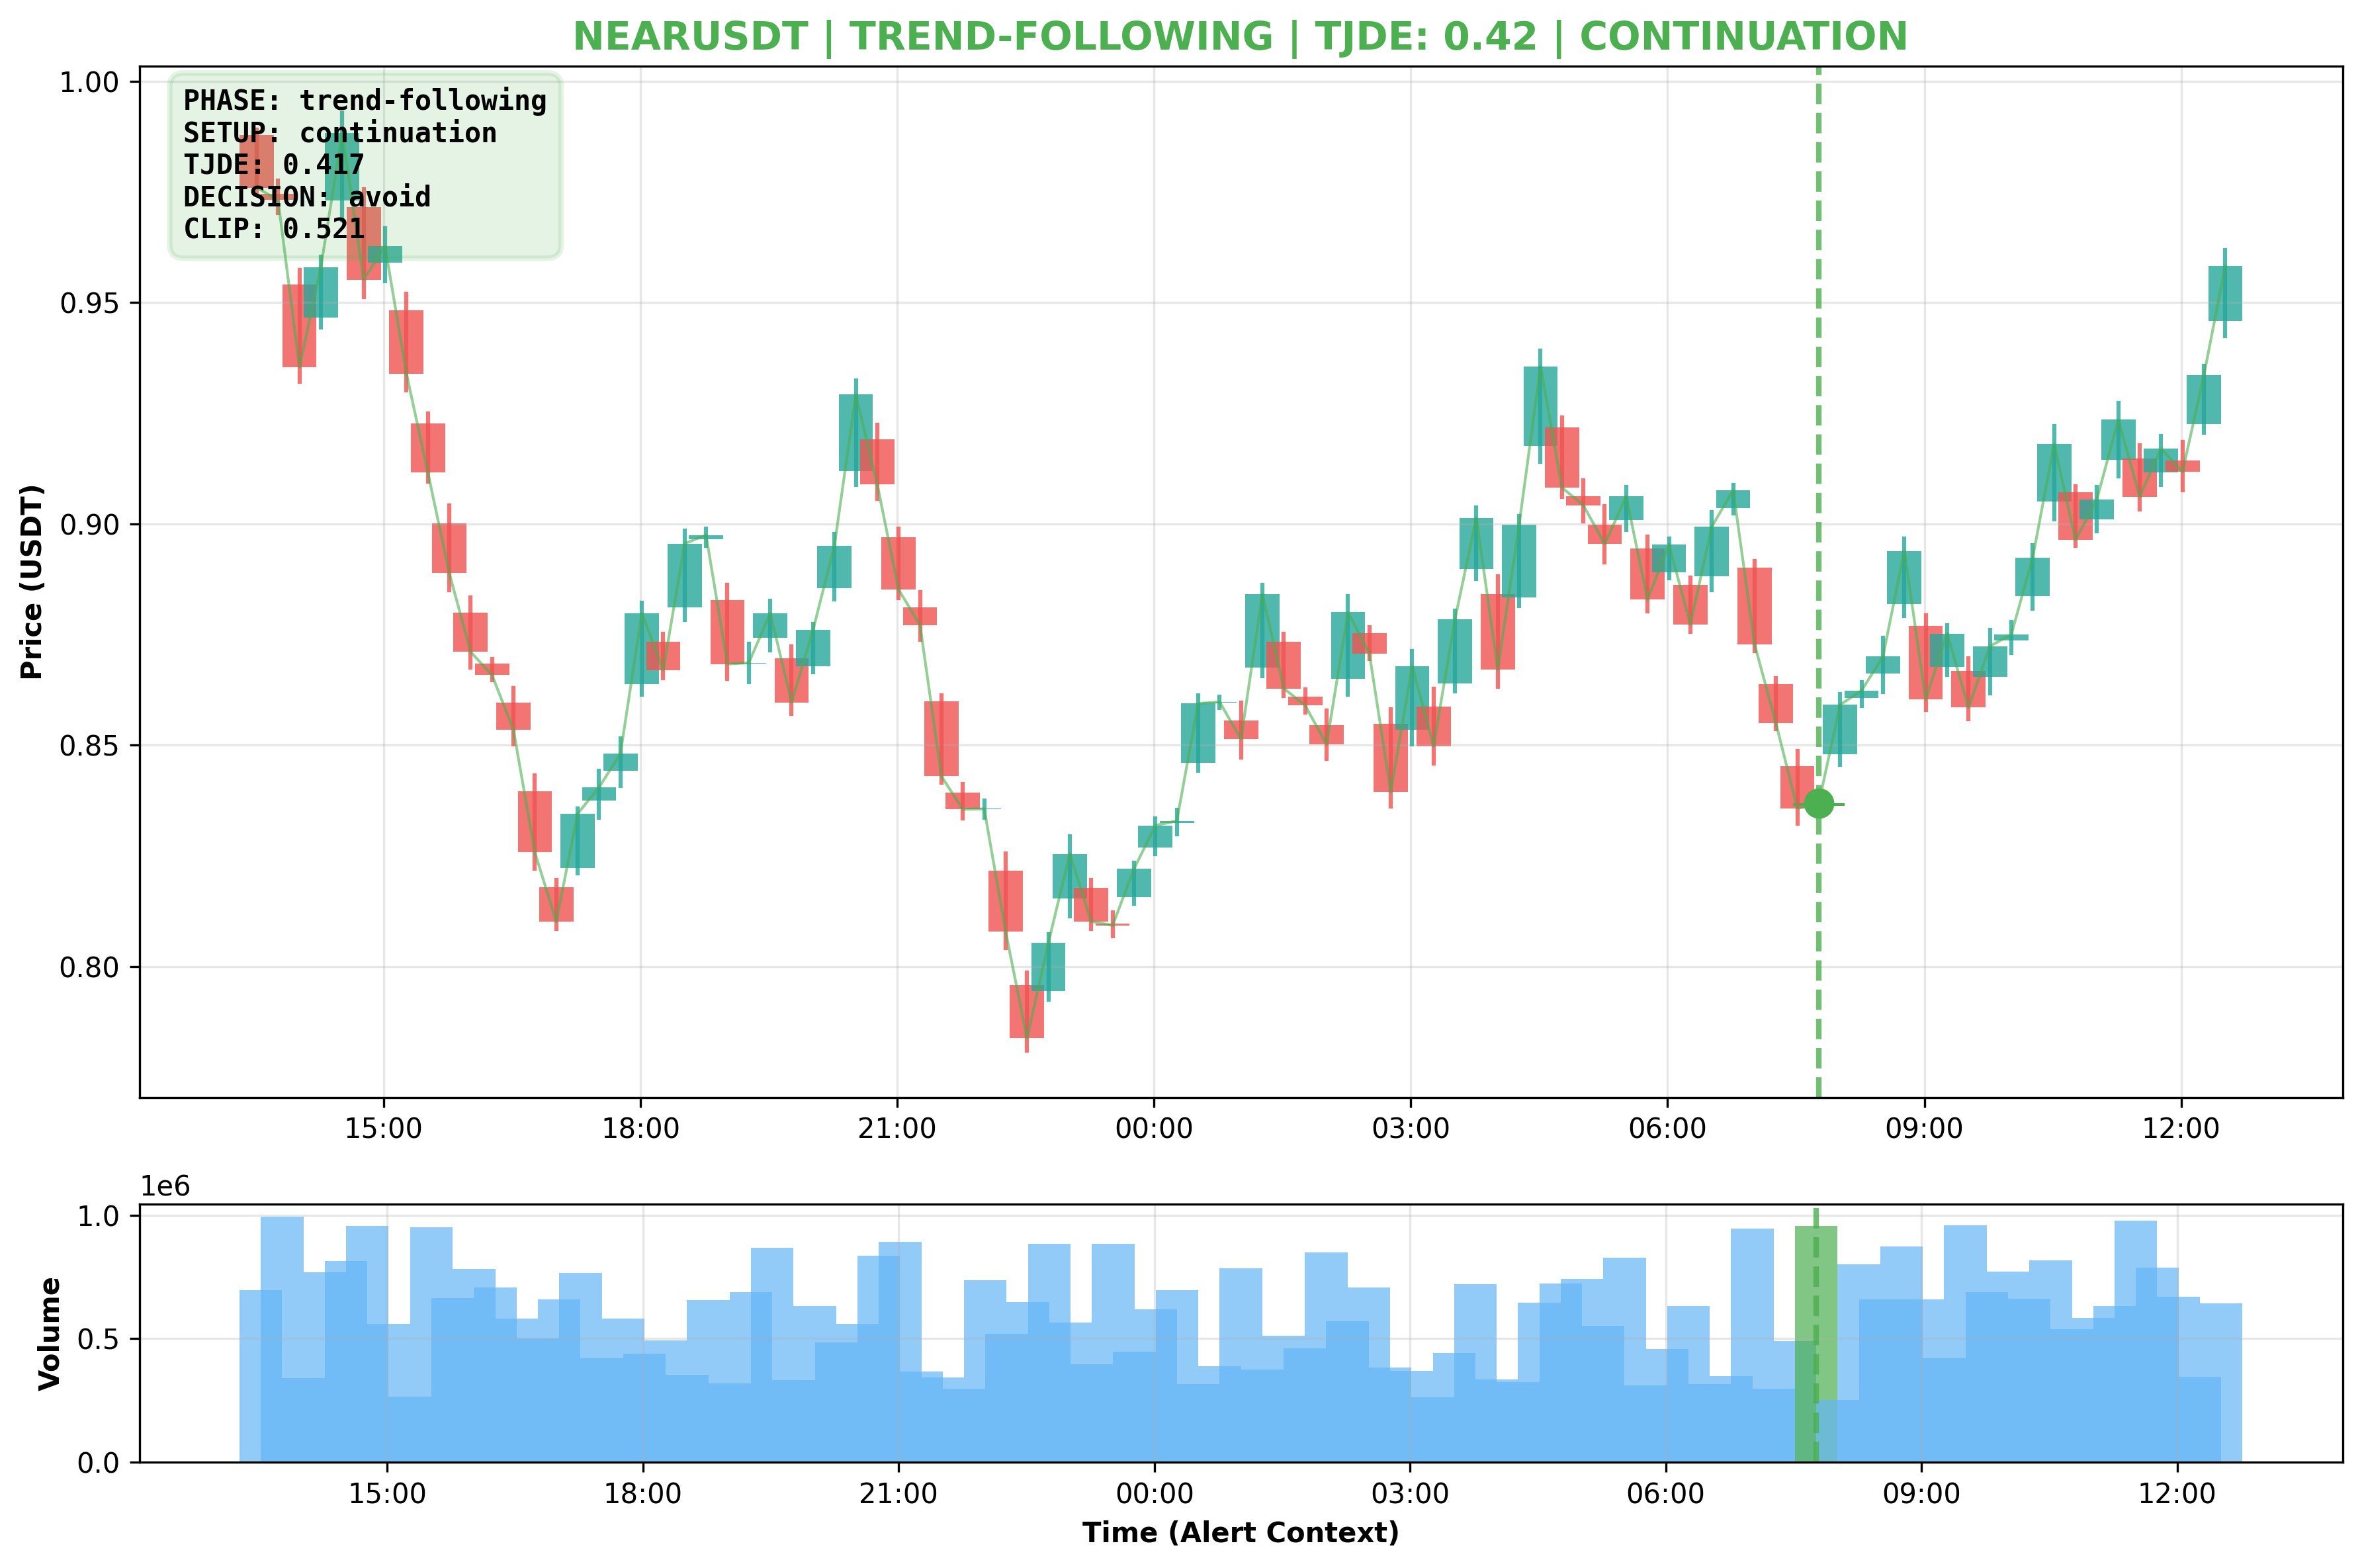 NEARUSDT | TREND-FOLLOWING | TJDE: 0.42 | CONTINUATION
PHASE: trend-following
SETUP: continuation
TJDE: 0.417
DECISION: avoid
CLIP: 0.521
Price (USDT)
1.00
0.95
0.90
0.85
0.80
15:00 18:00 21:00 00:00 03:00 06:00 09:00 12:00
1e6
Volume
1.0
0.5
0.0
15:00 18:00 21:00 00:00 03:00 06:00 09:00 12:00
Time (Alert Context)